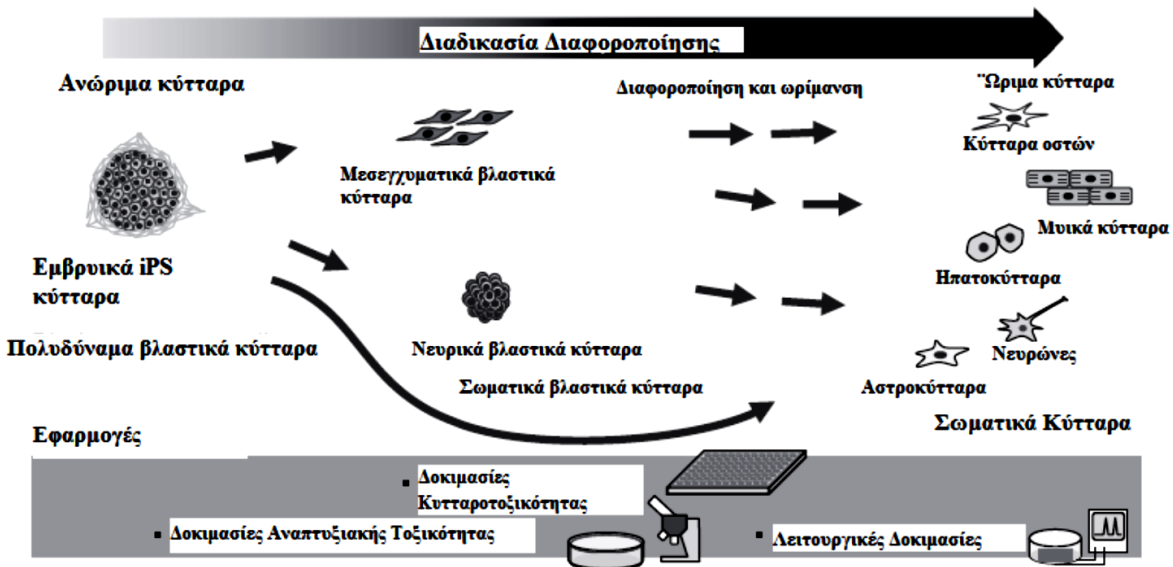 Διαδικασία Διαφοροποίησης
Ανώριμα κύτταρα
Διαφοροποίηση και ωρίμανση
Ώριμα κύτταρα
Κύτταρα οστών
Μεσεγχυματικά βλαστικά
κύτταρα
Μυικά κύτταρα
Εμβρυικά iPS
κύτταρα
Ηπατοκύτταρα
Πολυδύναμα βλαστικά κύτταρα
Νευρικά βλαστικά κύτταρα
Νευρώνες
Σωματικά βλαστικά κύτταρα
Αστροκύτταρα
Σωματικά Κύτταρα
Εφαρμογές
▪ Δοκιμασίες
Κυτταροτοξικότητας
▪ Δοκιμασίες Αναπτυξιακής Τοξικότητας
▪ Λειτουργικές Δοκιμασίες